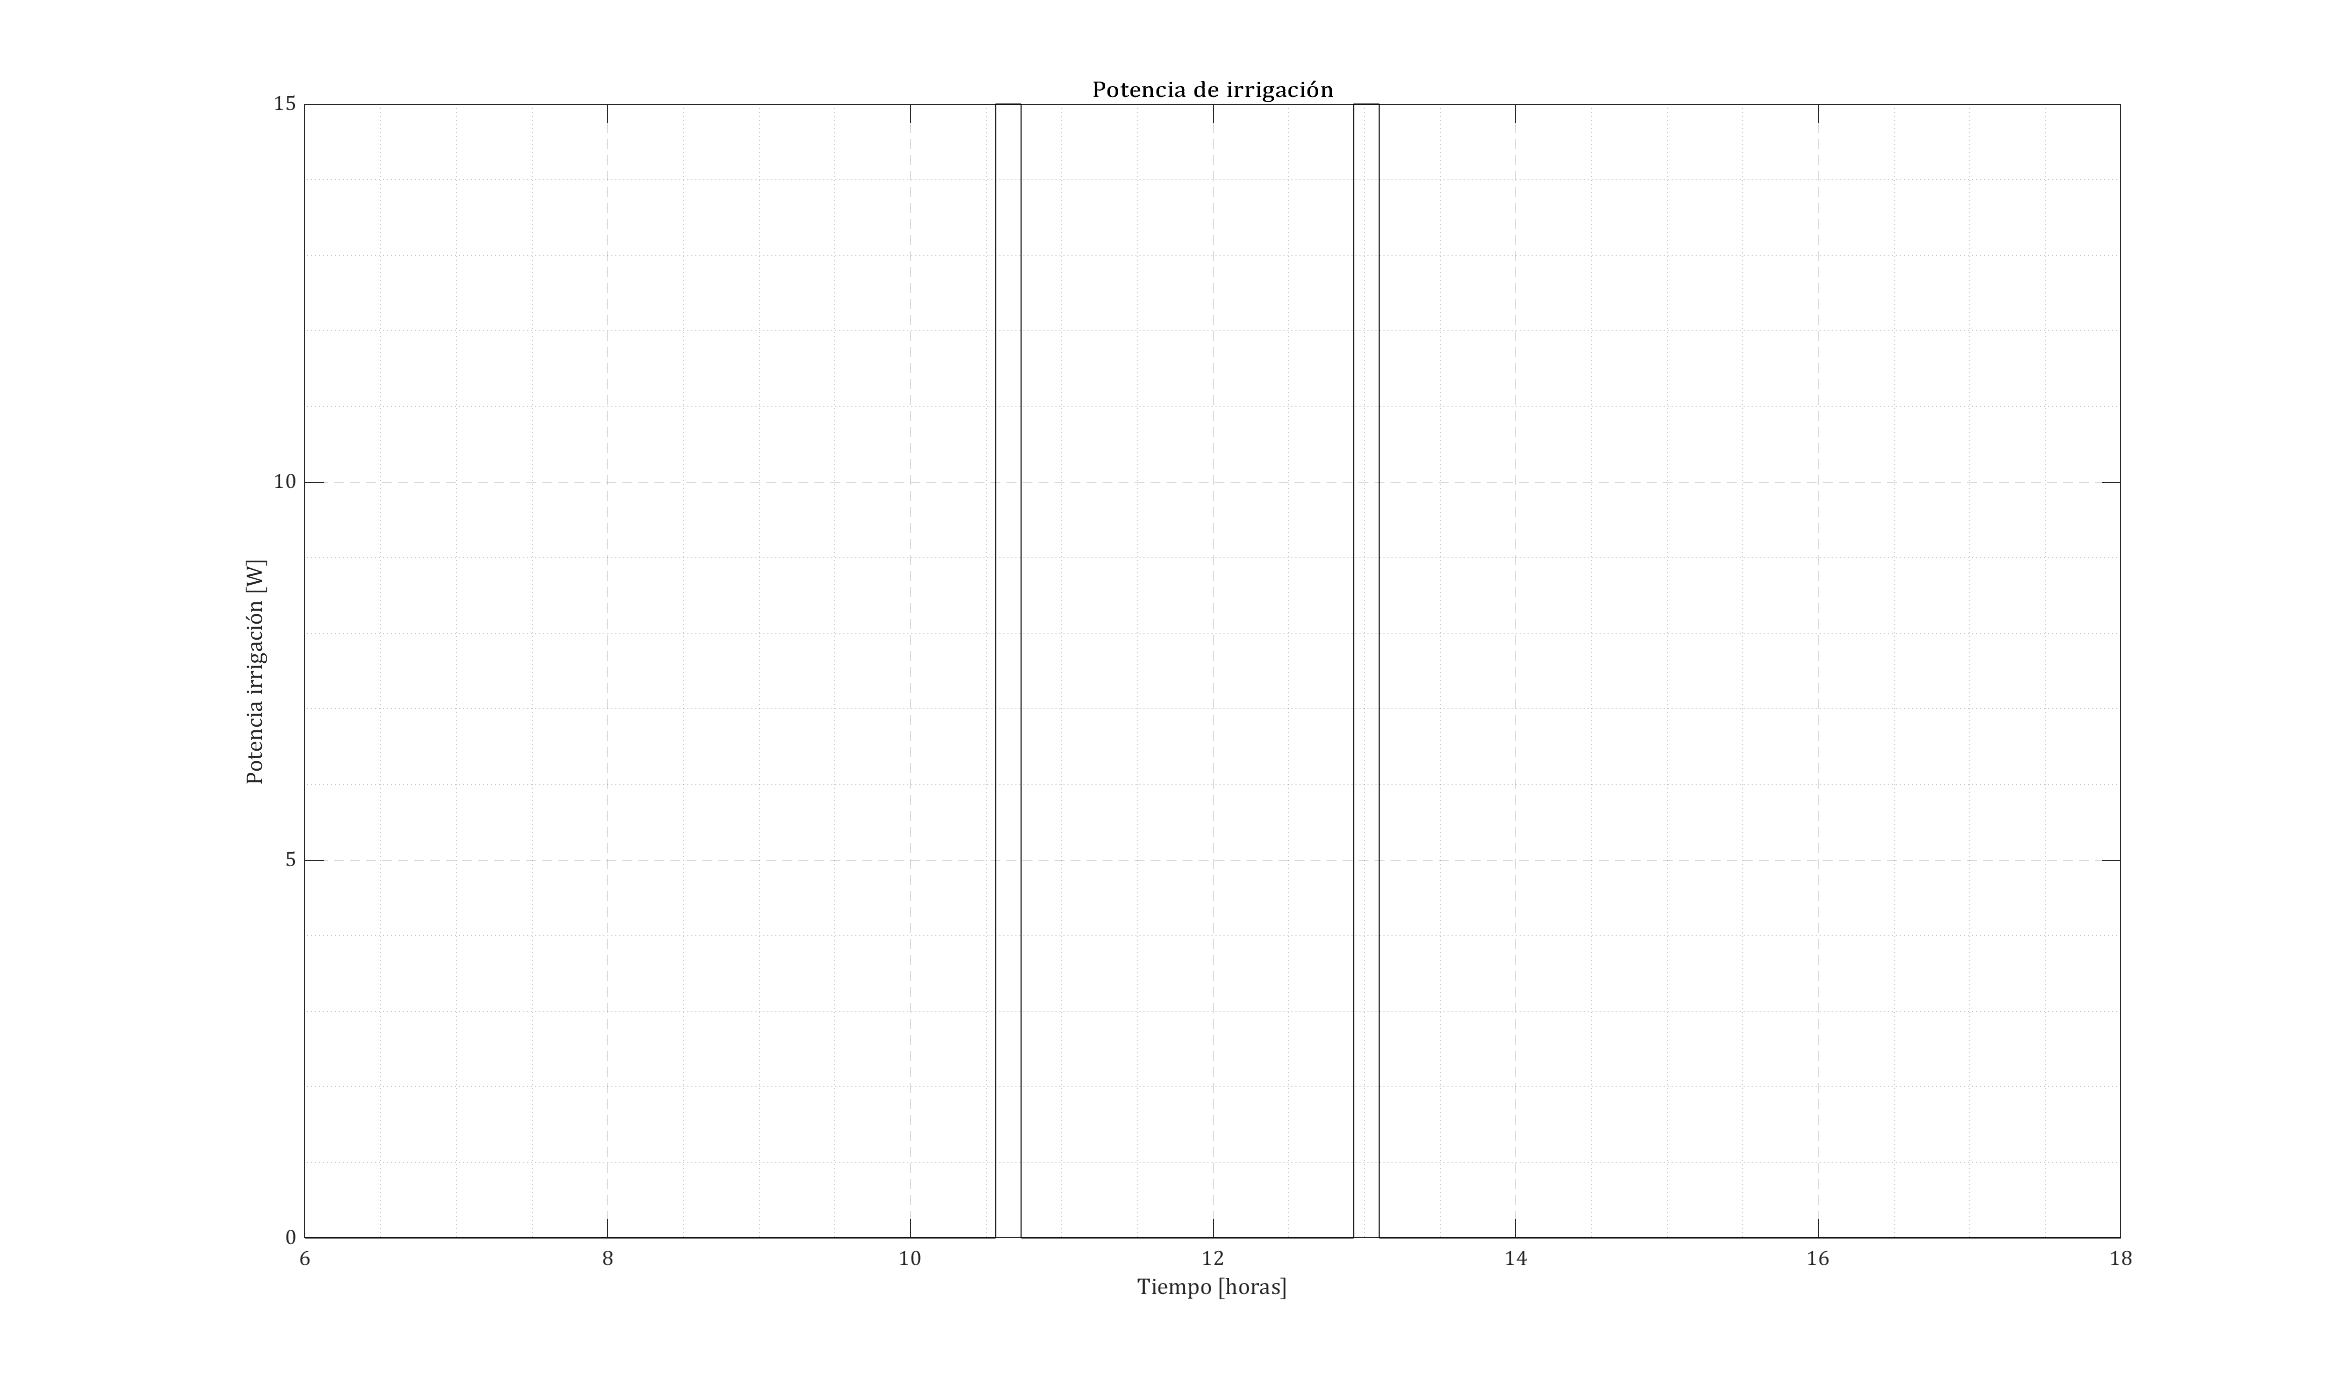 Potencia de irrigación
15
10
5
0
Potencia irrigación [W]
6 8 10 12 14 16 18
Tiempo [horas]